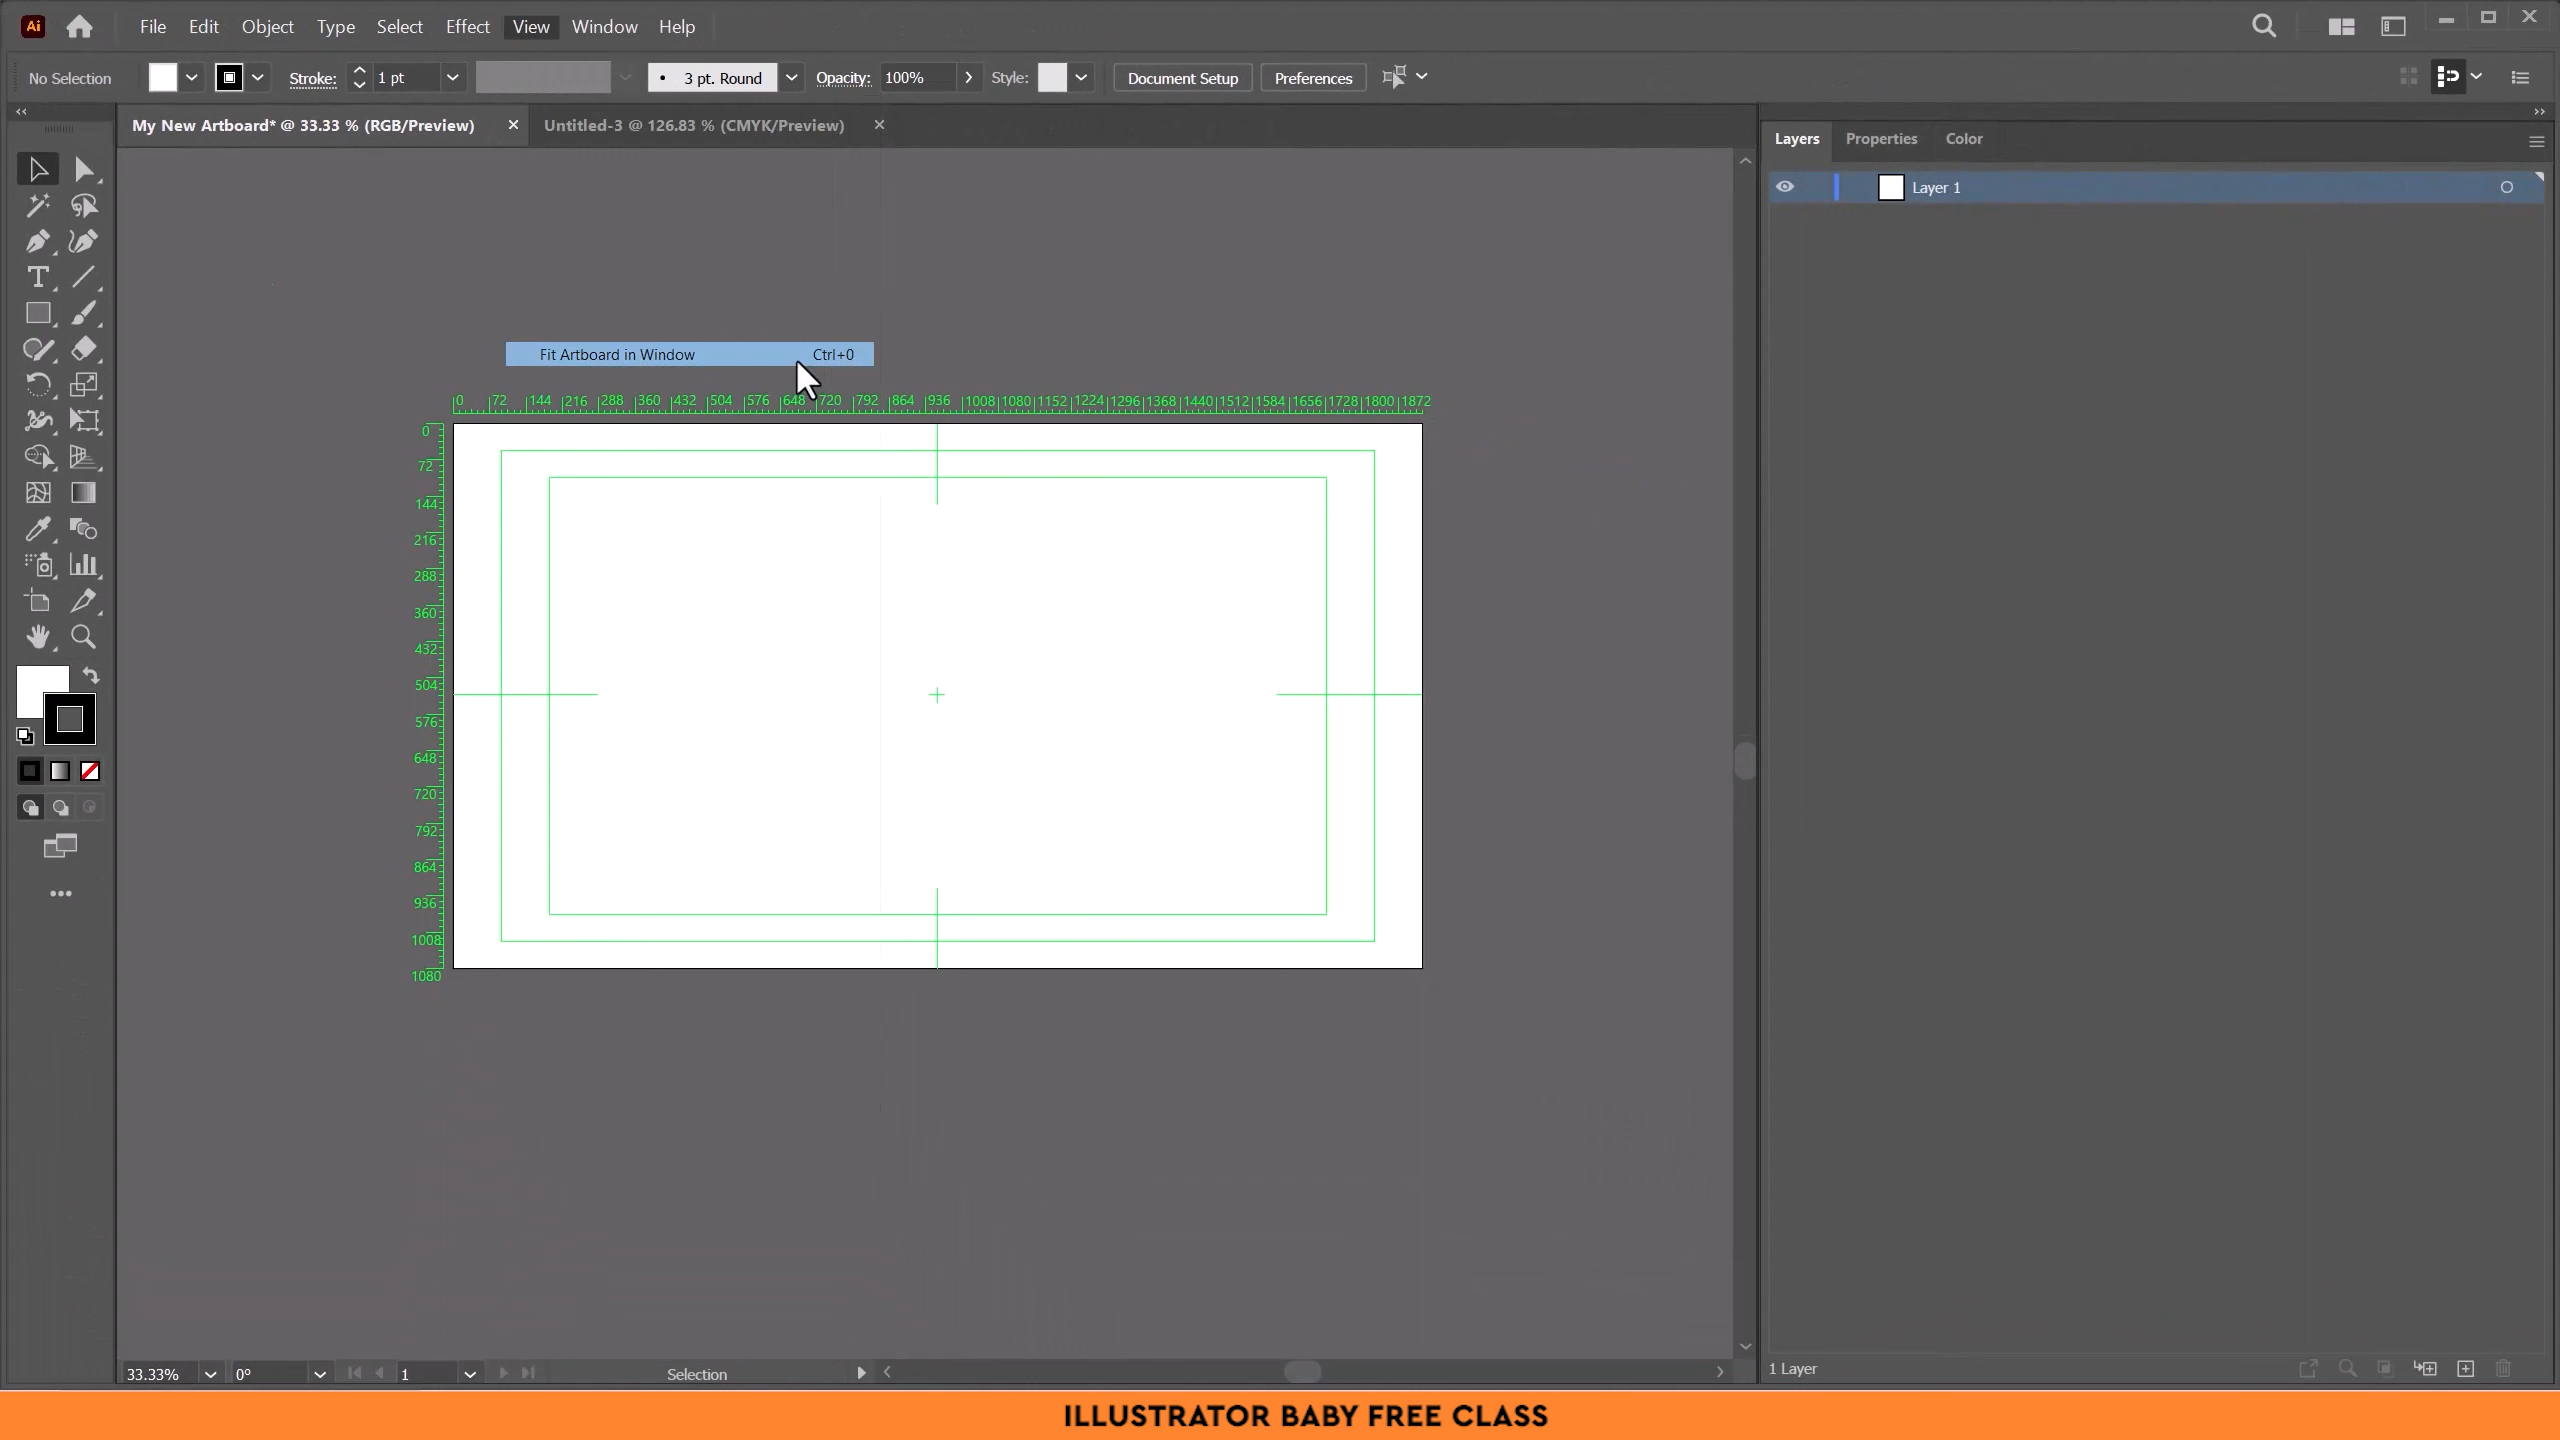 Ai File Edit Object Type Select Effect View Window Help
No Selection Stroke: 1 pt 3 pt. Round Opacity: 100% Style: Document Setup Preferences
My New Artboard* @ 33.33 % (RGB/Preview) × Untitled-3 @ 126.83 % (CMYK/Preview) ×
Layers Properties Color
Layer 1
Fit Artboard in Window Ctrl+0
0 72 144 216 288 360 432 504 576 648 720 792 864 936 1008 1080 1152 1224 1296 1368 1440 1512 1584 1656 1728 1800 1872
0
72
144
216
288
360
432
504
576
648
720
792
864
936
1008
1080
33.33% 0° 1 Selection
1 Layer
ILLUSTRATOR BABY FREE CLASS